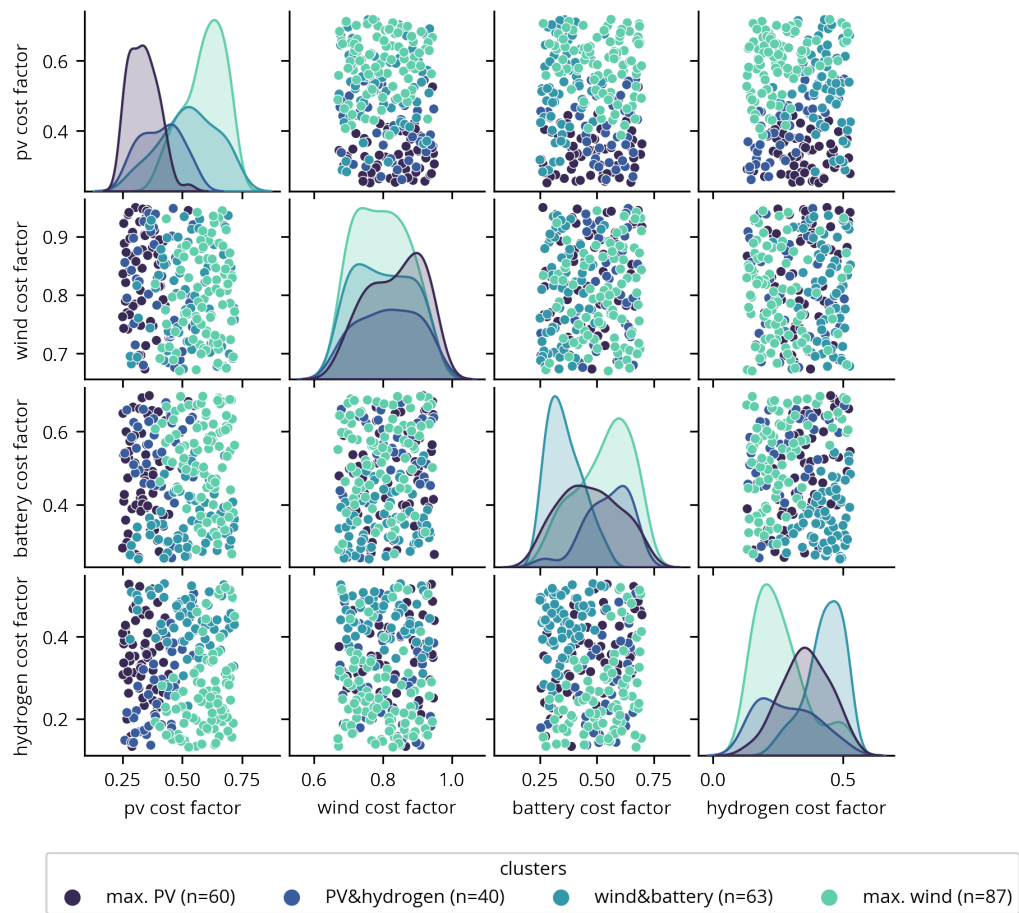 pv cost factor
0.6
0.4
wind cost factor
0.9
0.8
0.7
battery cost factor
0.6
0.4
hydrogen cost factor
0.4
0.2
0.25 0.50 0.75
0.6 0.8 1.0
0.25 0.50 0.75
0.0 0.5
pv cost factor
wind cost factor
battery cost factor
hydrogen cost factor
clusters
max. PV (n=60)
PV&hydrogen (n=40)
wind&battery (n=63)
max. wind (n=87)